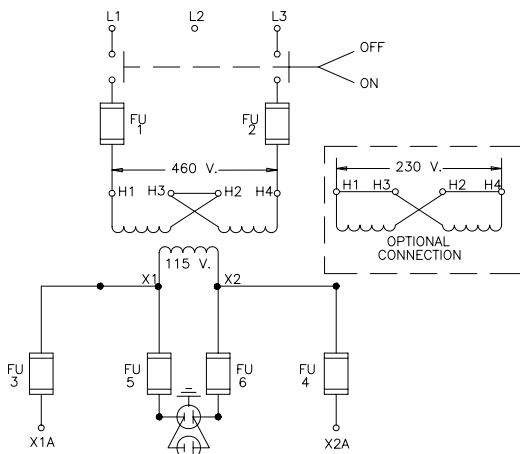 L1 L2 L3
OFF
ON
FU 1
FU 2
460 V.
H1 H3 H2 H4
230 V.
H1 H3 H2 H4
OPTIONAL
CONNECTION
115 V.
X1 X2
FU 3
FU 5
FU 6
FU 4
X1A X2A